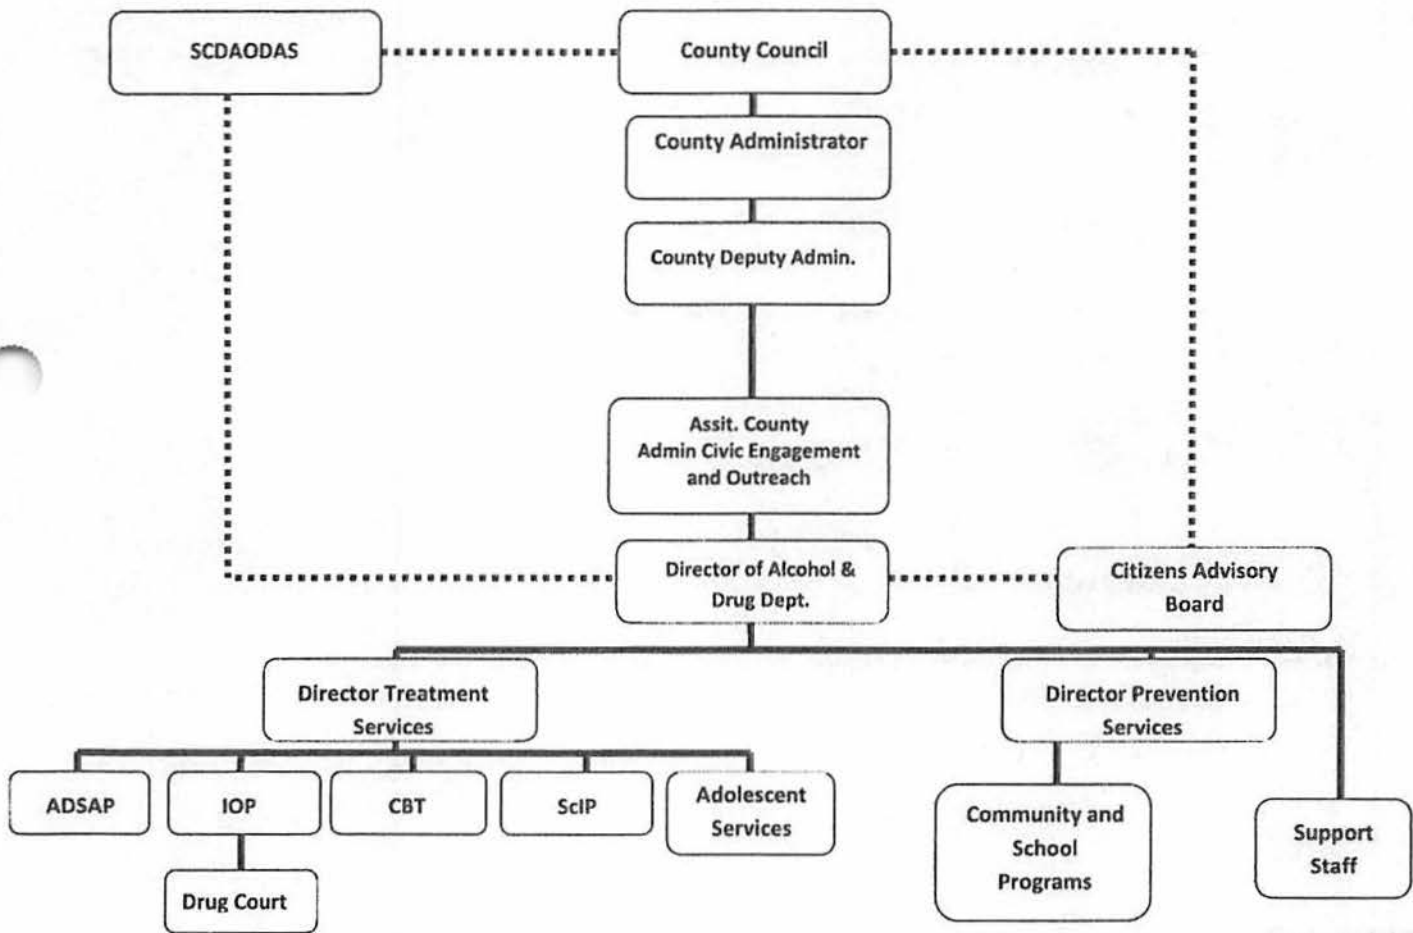 SCDAODAS
County Council
County Administrator
County Deputy Admin.
Assit. County
Admin Civic Engagement
and Outreach
Director of Alcohol &
Drug Dept.
Citizens Advisory
Board
Director Treatment
Services
Director Prevention
Services
ADSAP
IOP
CBT
ScIP
Adolescent
Services
Community and
School
Programs
Support
Staff
Drug Court